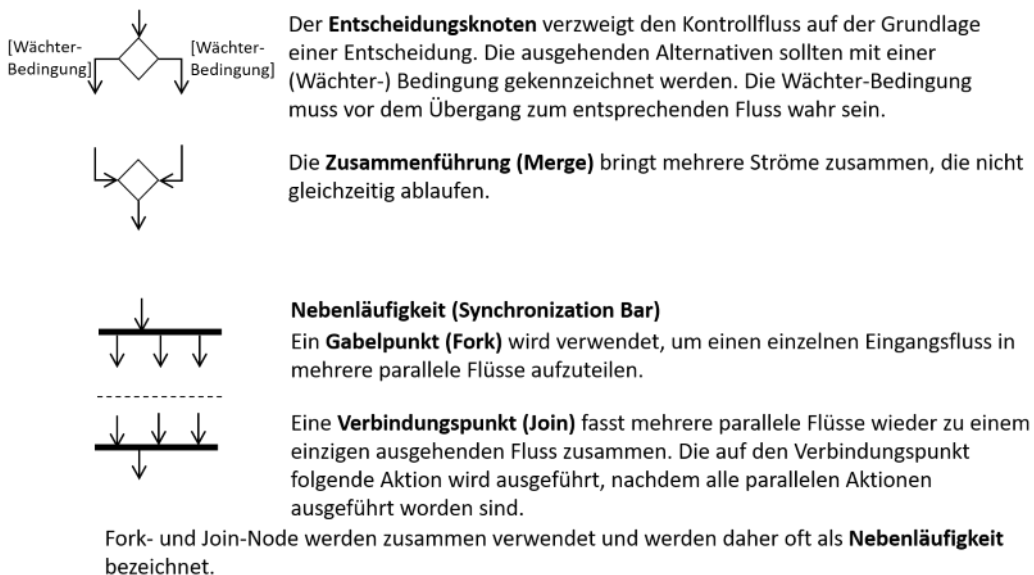 Der Entscheidungsknoten verzweigt den Kontrollfluss auf der Grundlage
[Wächter-
Bedingung]
[Wächter-
Bedingung]
einer Entscheidung. Die ausgehenden Alternativen sollten mit einer
(Wächter-) Bedingung gekennzeichnet werden. Die Wächter-Bedingung
muss vor dem Übergang zum entsprechenden Fluss wahr sein.
Die Zusammenführung (Merge) bringt mehrere Ströme zusammen, die nicht
gleichzeitig ablaufen.
Nebenläufigkeit (Synchronization Bar)
Ein Gabelpunkt (Fork) wird verwendet, um einen einzelnen Eingangsfluss in
mehrere parallele Flüsse aufzuteilen.
Eine Verbindungspunkt (Join) fasst mehrere parallele Flüsse wieder zu einem
einzigen ausgehenden Fluss zusammen. Die auf den Verbindungspunkt
folgende Aktion wird ausgeführt, nachdem alle parallelen Aktionen
ausgeführt worden sind.
Fork- und Join-Node werden zusammen verwendet und werden daher oft als Nebenläufigkeit
bezeichnet.